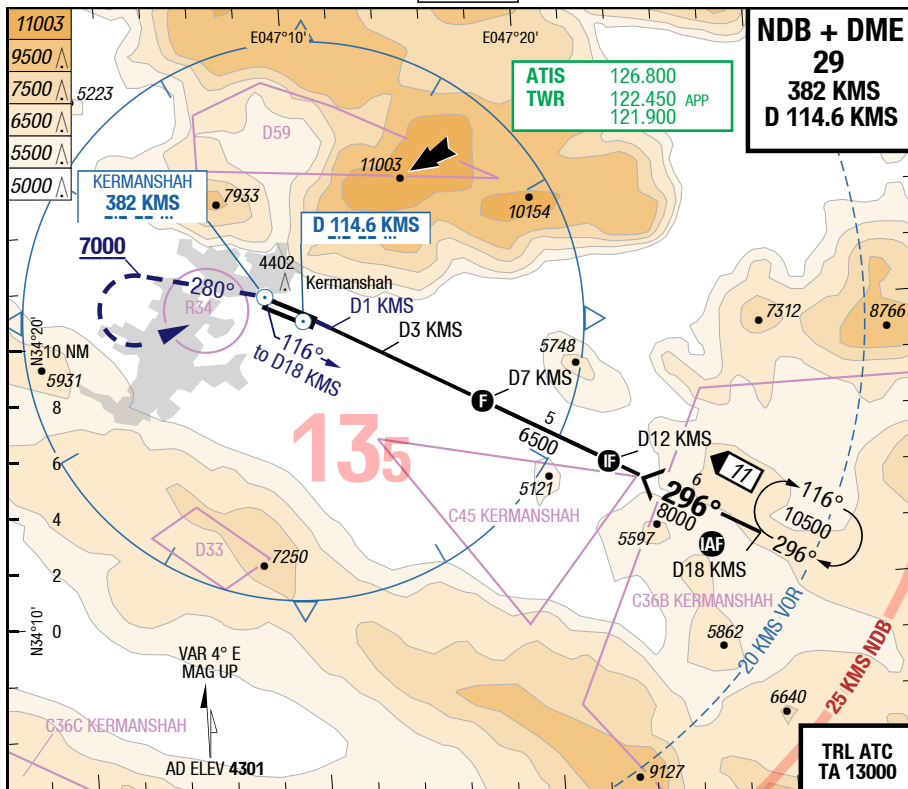 11003
9500
7500
6500
5500
5000
5223
E047°10'
E047°20'
ATIS 126.800
TWR 122.450 APP
121.900
NDB + DME
29
382 KMS
D 114.6 KMS
D59
11003
7933
10154
KERMANSHAH
382 KMS
D 114.6 KMS
7000
280°
R34
4402
Kermanshah
D1 KMS
D3 KMS
116°
to D18 KMS
7312
8766
N34°20'
10 NM
5931
5748
D7 KMS
F
5
6500
D12 KMS
IF
8
135
5121
6
C45 KERMANSHAH
11
6
296°
8000
116°
10500
296°
4
5597
IAF
D18 KMS
D33
7250
2
C36B KERMANSHAH
N34°10'
0
5862
20 KMS VOR
25 KMS NDB
VAR 4° E
MAG UP
6640
C36C KERMANSHAH
AD ELEV 4301
9127
TRL ATC
TA 13000